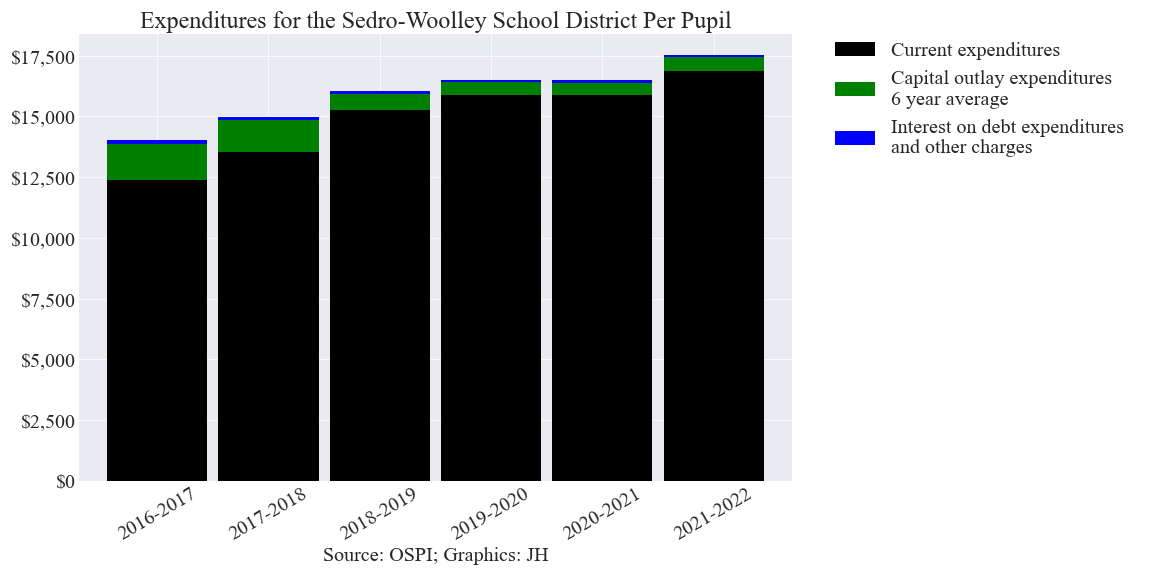 Expenditures for the Sedro-Woolley School District Per Pupil
$17,500
$15,000
$12,500
$10,000
$7,500
$5,000
$2,500
$0
2016-2017
2017-2018
2018-2019
2019-2020
2020-2021
2021-2022
Source: OSPI; Graphics: JH
Current expenditures
Capital outlay expenditures
6 year average
Interest on debt expenditures
and other charges